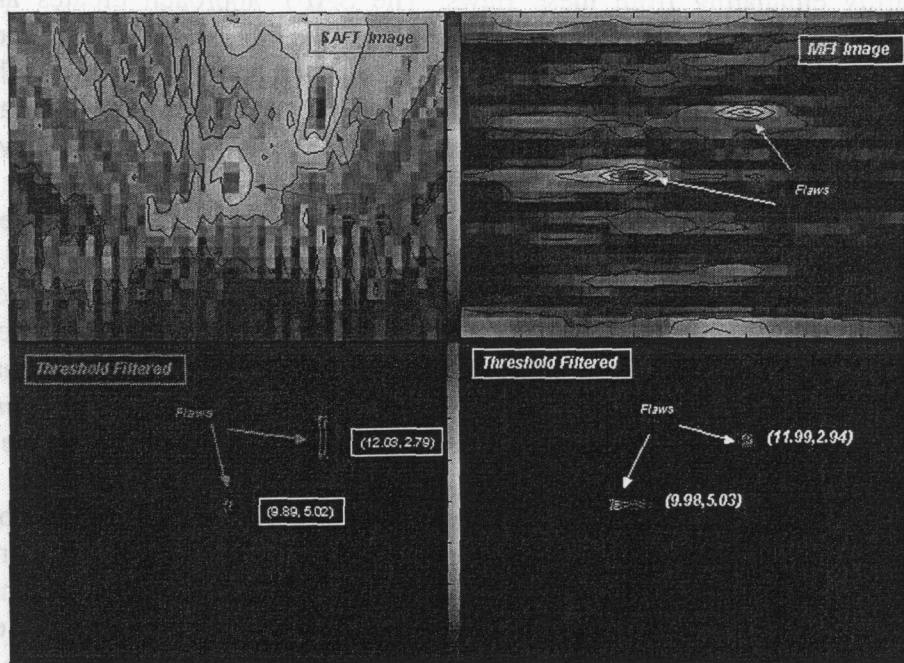 SAFT Image
MFI Image
Flaws
Threshold Filtered
Flaws
(12.03, 2.79)
(9.89, 5.02)
Threshold Filtered
Flaws
(11.99,2.94)
(9.98,5.03)